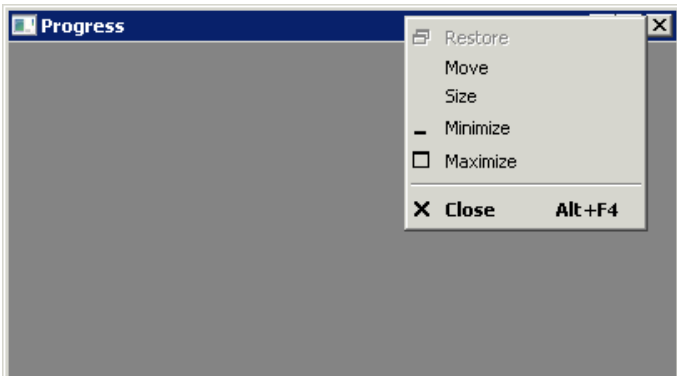 Progress
Restore
Move
Size
Minimize
Maximize
Close Alt+F4